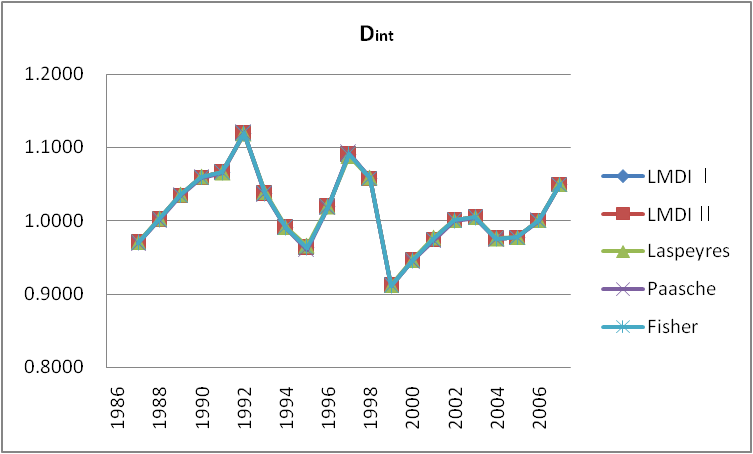 Dint
1.2000
1.1000
1.0000
0.9000
0.8000
1986
1988
1990
1992
1994
1996
1998
2000
2002
2004
2006
LMDI Ⅰ
LMDI Ⅱ
Laspeyres
Paasche
Fisher